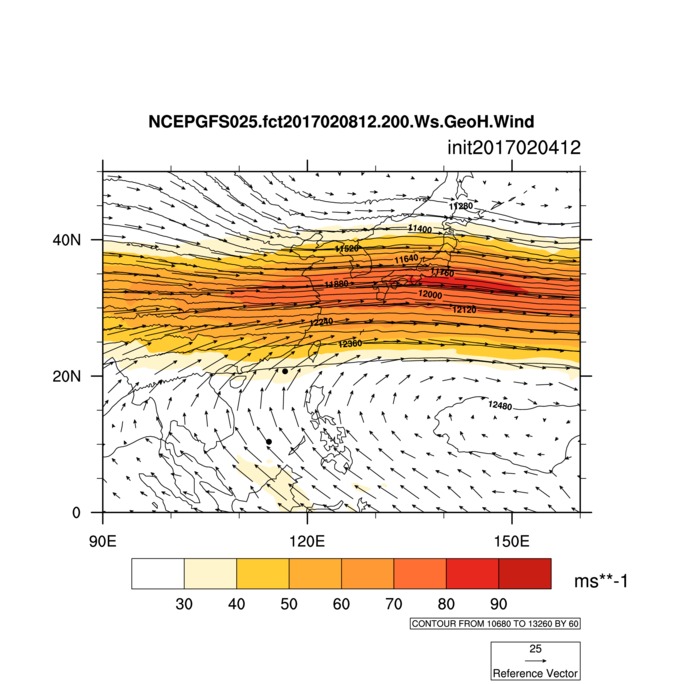 NCEPGFS025.fct2017020812.200.Ws.GeoH.Wind
init2017020412
11280
11400
40N
11520
11640
11760
11880
12000
12120
12240
12360
20N
12480
0
90E 120E 150E
30 40 50 60 70 80 90
ms**-1
CONTOUR FROM 10680 TO 13260 BY 60
25
Reference Vector